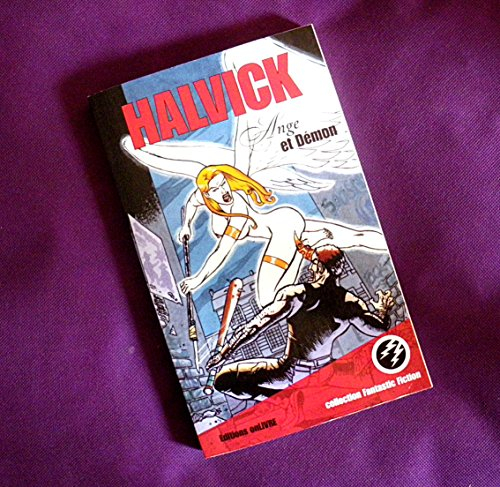 HALVICK
Ange
et Démon
Éditions onLIVRE
collection Fantastic Fiction